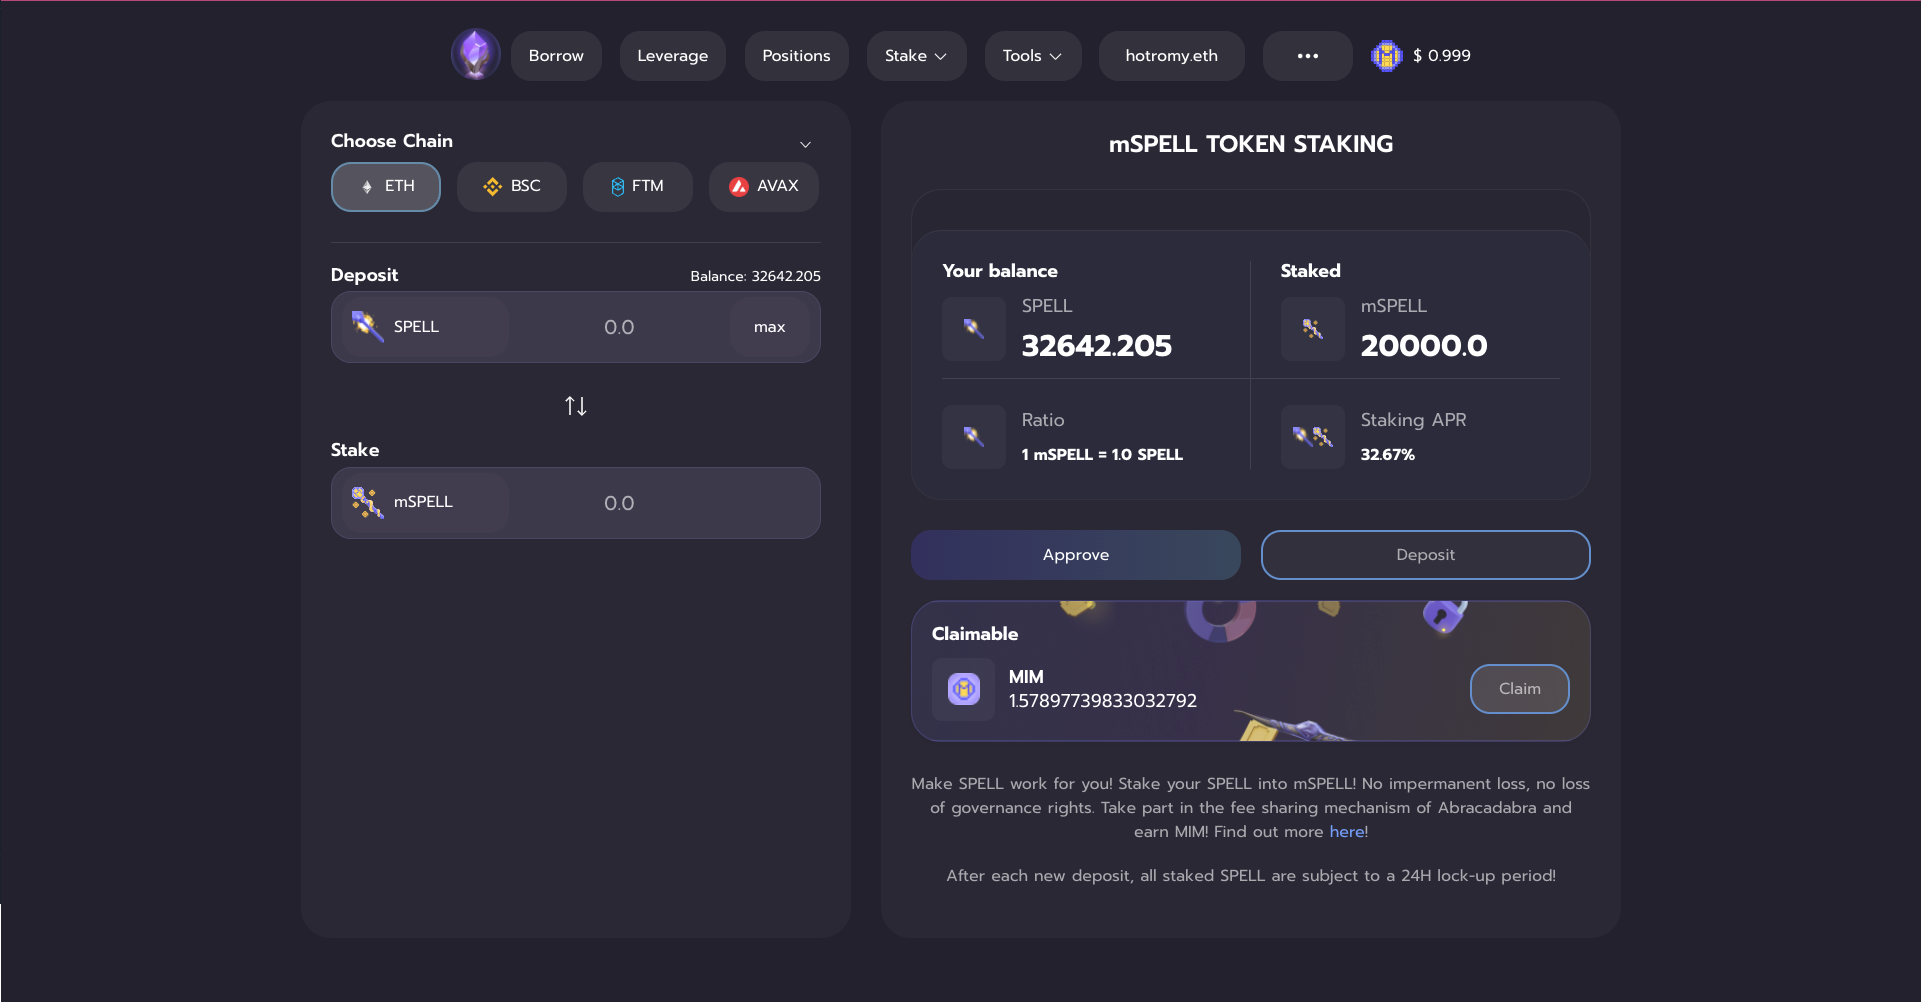 Borrow
Leverage
Positions
Stake
Tools
hotromy.eth
•••
$ 0.999
Choose Chain
ETH
BSC
FTM
AVAX
Deposit
Balance: 32642.205
SPELL
0.0
max
Stake
mSPELL
0.0
mSPELL TOKEN STAKING
Your balance
SPELL
32642.205
Staked
mSPELL
20000.0
Ratio
1 mSPELL = 1.0 SPELL
Staking APR
32.67%
Approve
Deposit
Claimable
MIM
1.57897739833032792
Claim
Make SPELL work for you! Stake your SPELL into mSPELL! No impermanent loss, no loss
of governance rights. Take part in the fee sharing mechanism of Abracadabra and
earn MIM! Find out more here!
After each new deposit, all staked SPELL are subject to a 24H lock-up period!